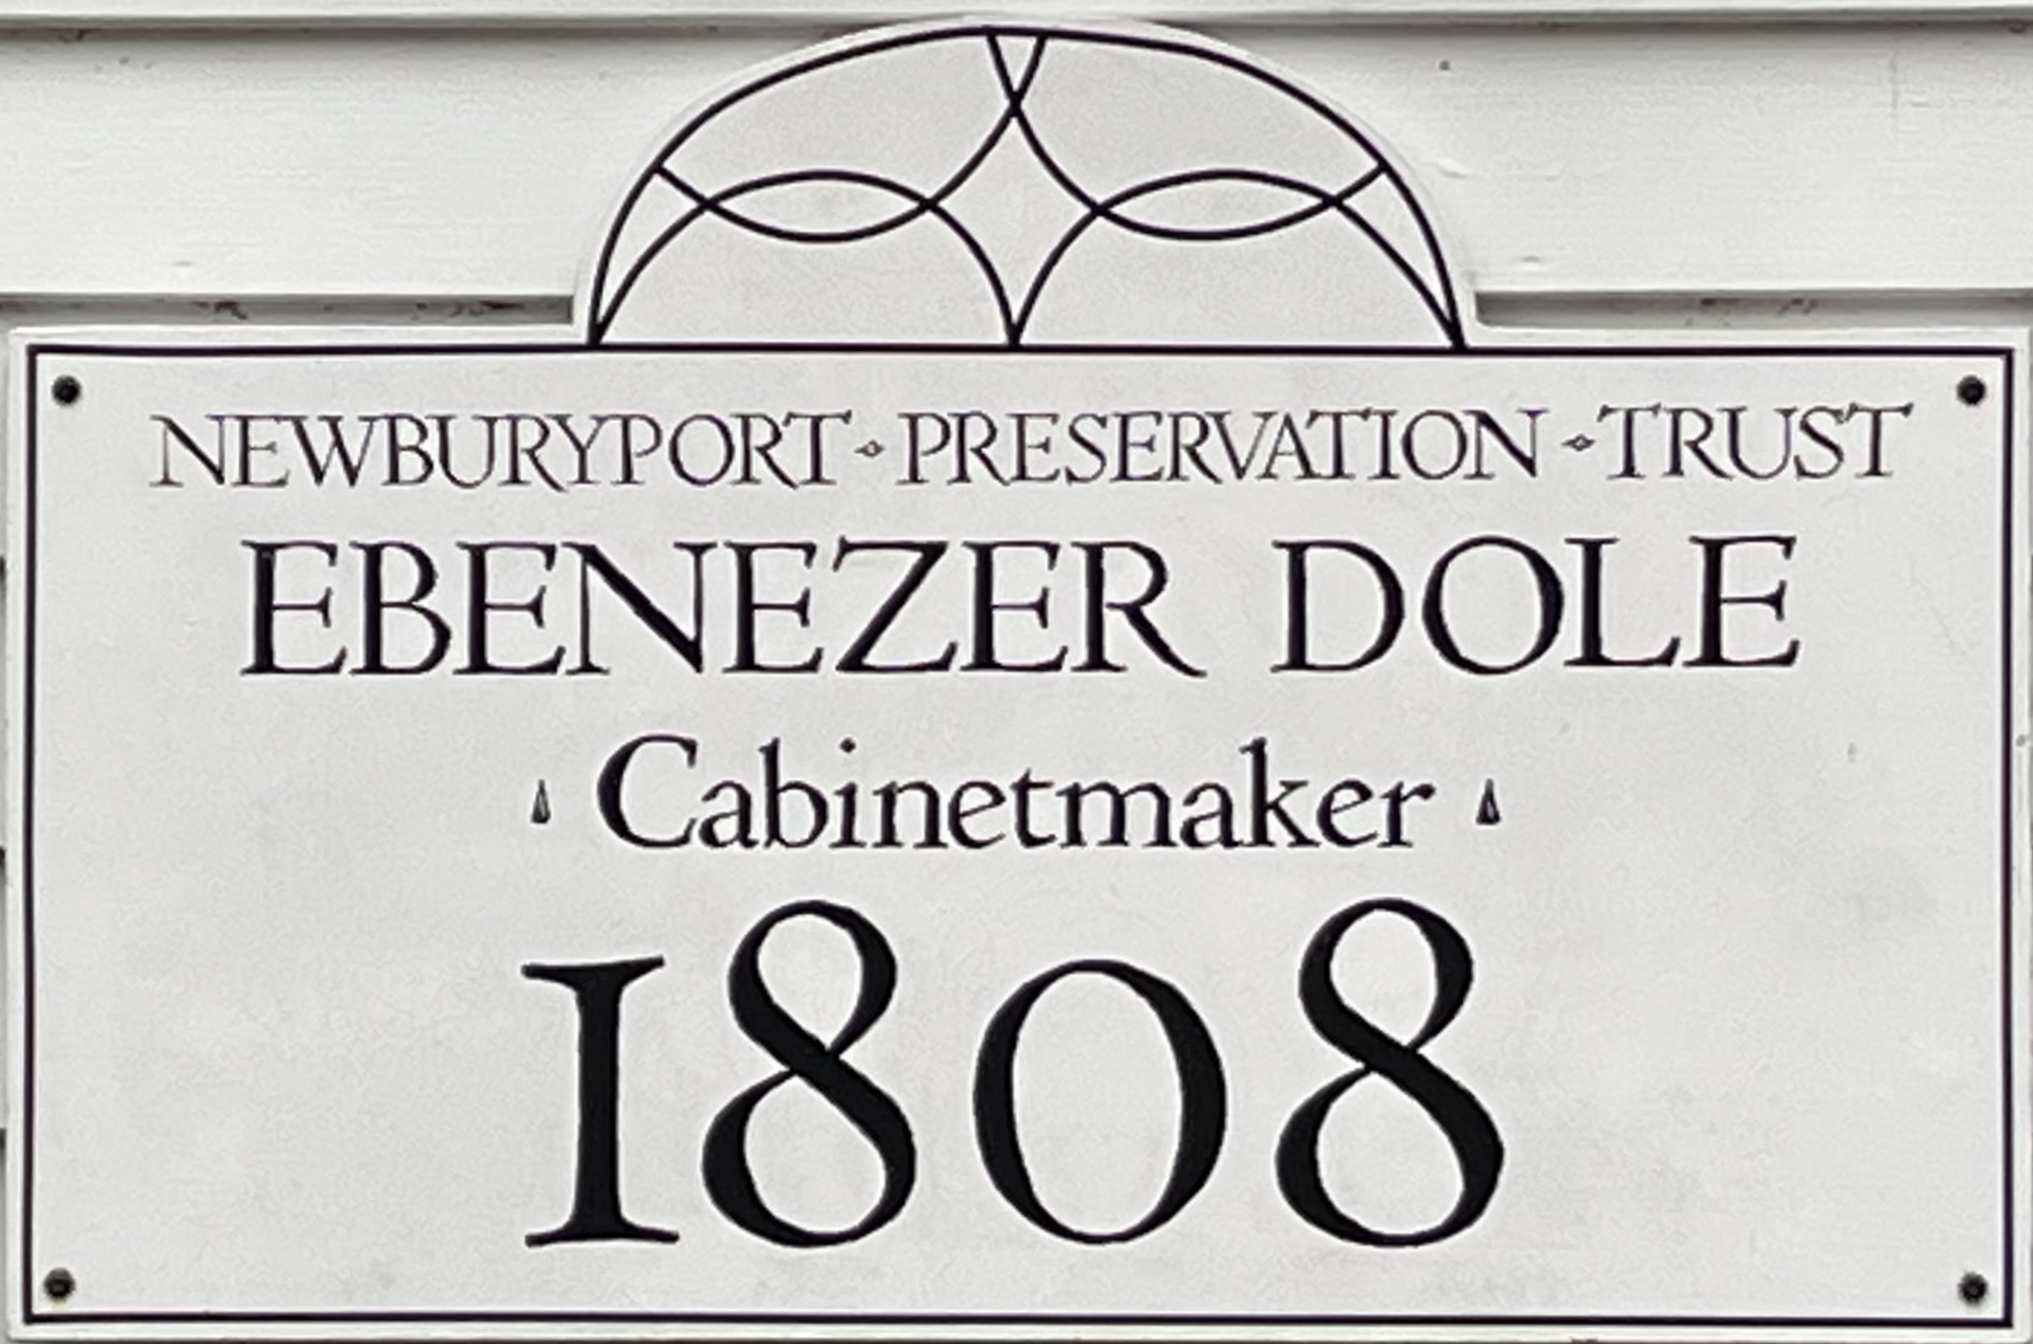 NEWBURYPORT PRESERVATION TRUST
EBENEZER DOLE
Cabinetmaker
1808